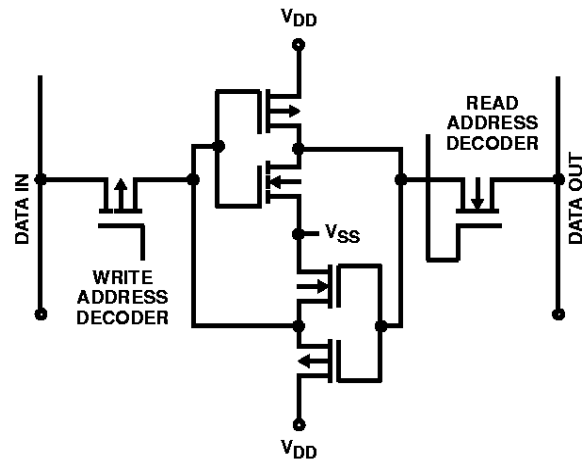 VDD
DATA IN
READ
ADDRESS
DECODER
DATA OUT
VSS
WRITE
ADDRESS
DECODER
VDD